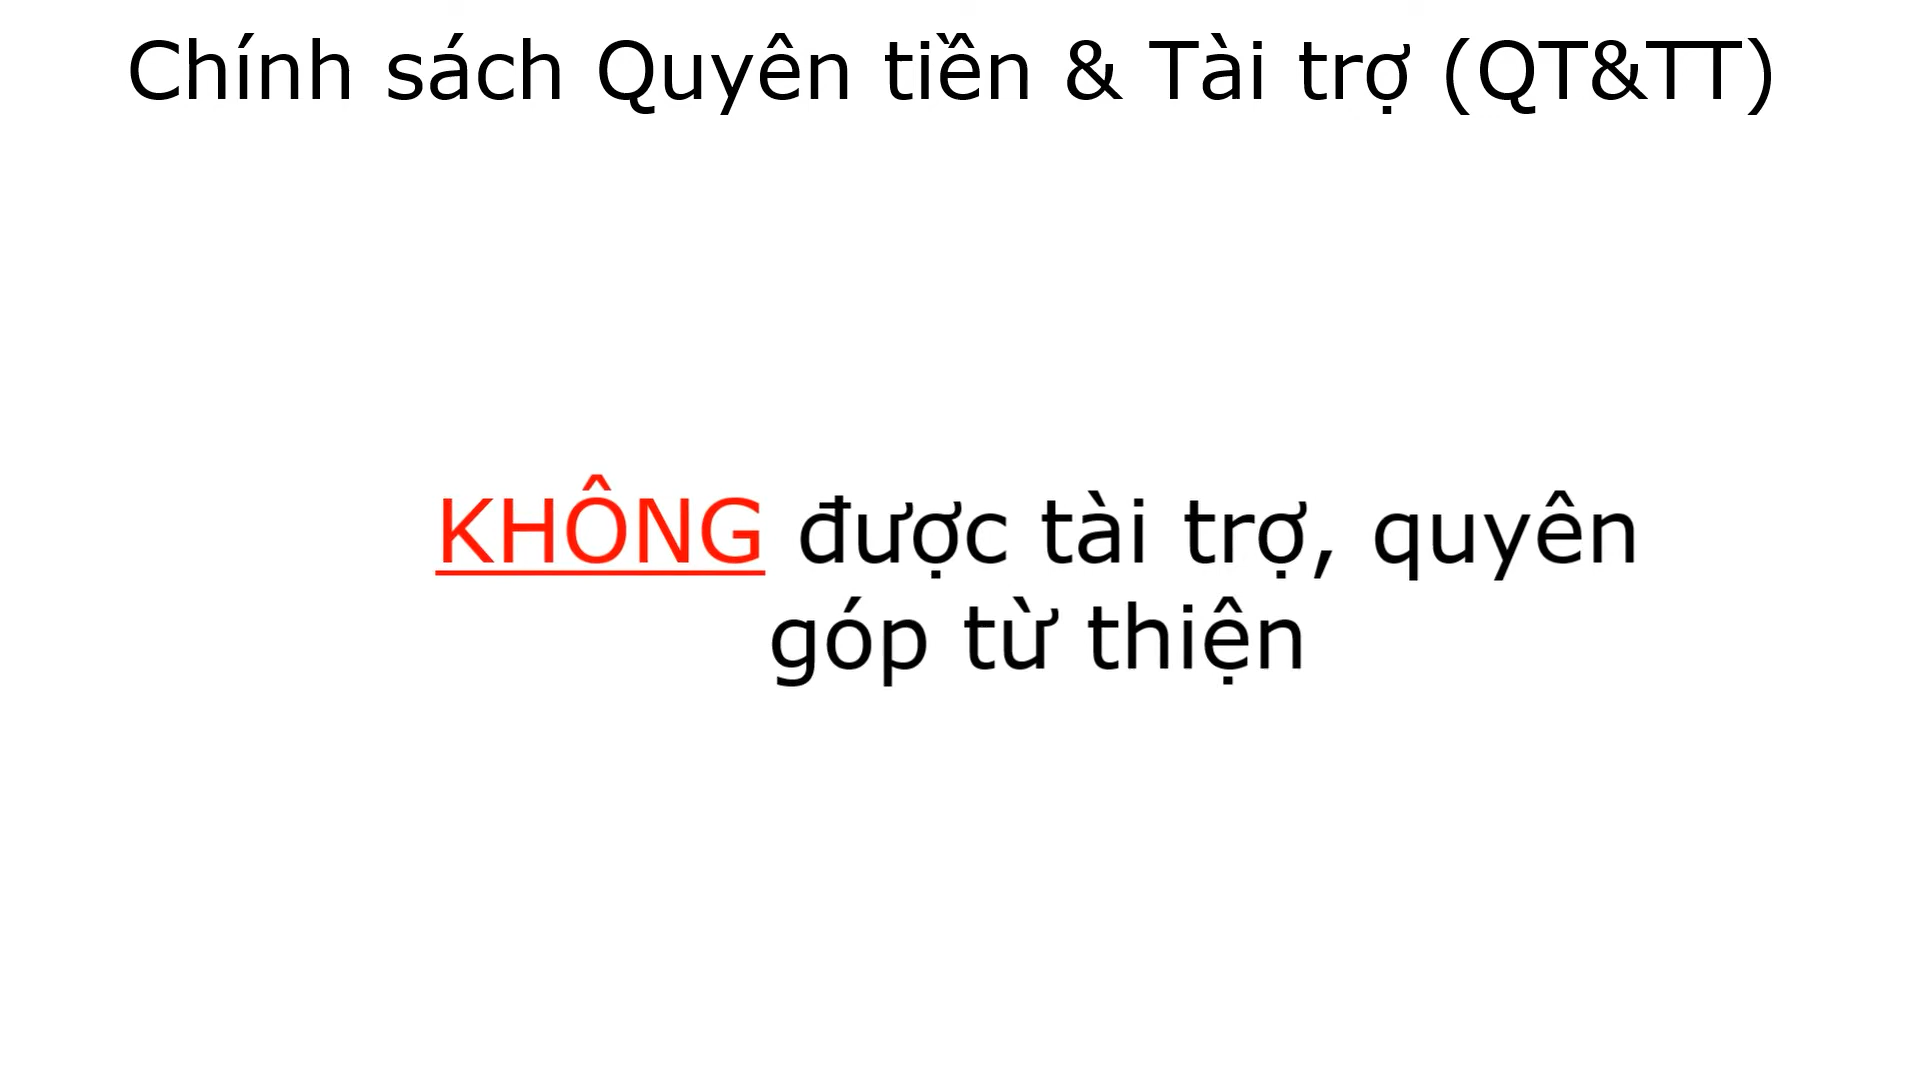 Chính sách Quyên tiền & Tài trợ (QT&TT)
KHÔNG được tài trợ, quyên
góp từ thiện